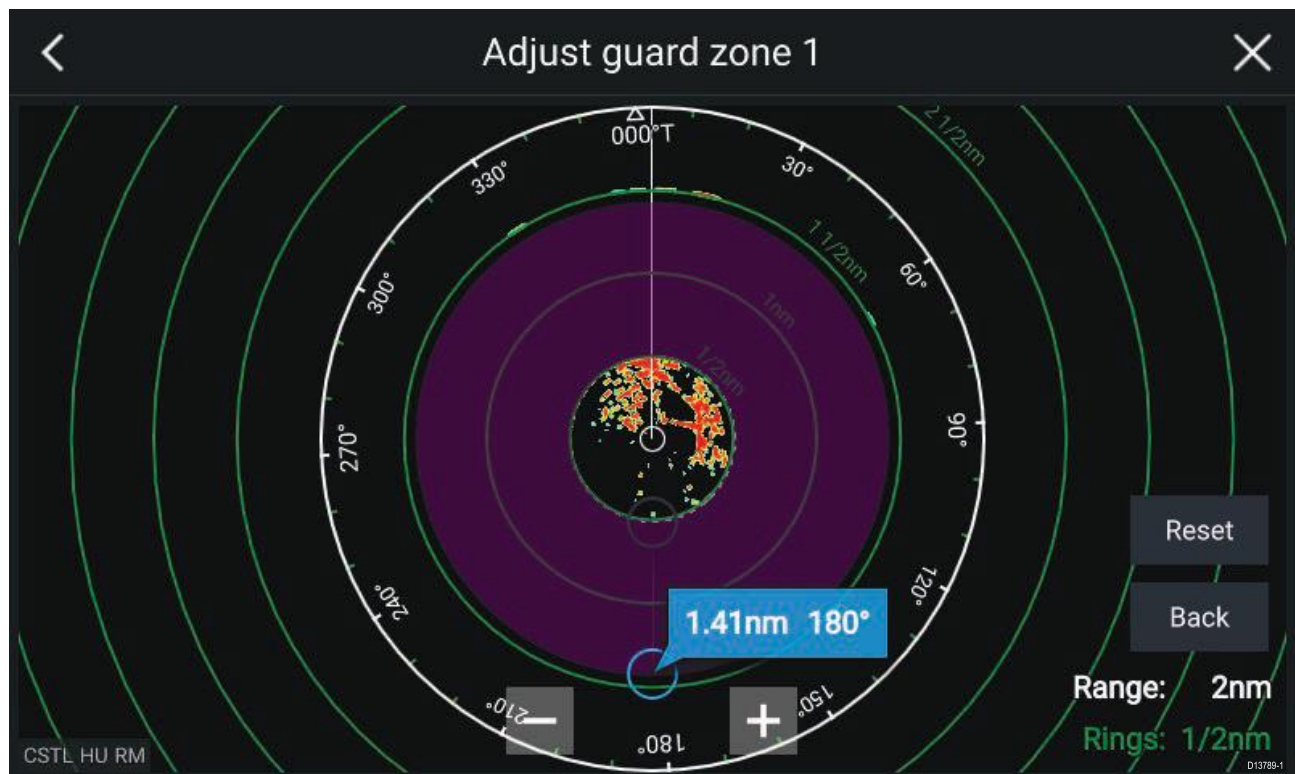 Adjust guard zone 1
000°T
30°
60°
90°
120°
150°
180°
210°
240°
270°
300°
330°
2 1/2nm
1 1/2nm
1nm
1/2nm
1.41nm 180°
Reset
Back
Range: 2nm
Rings: 1/2nm
CSTL HU RM
D13789-1